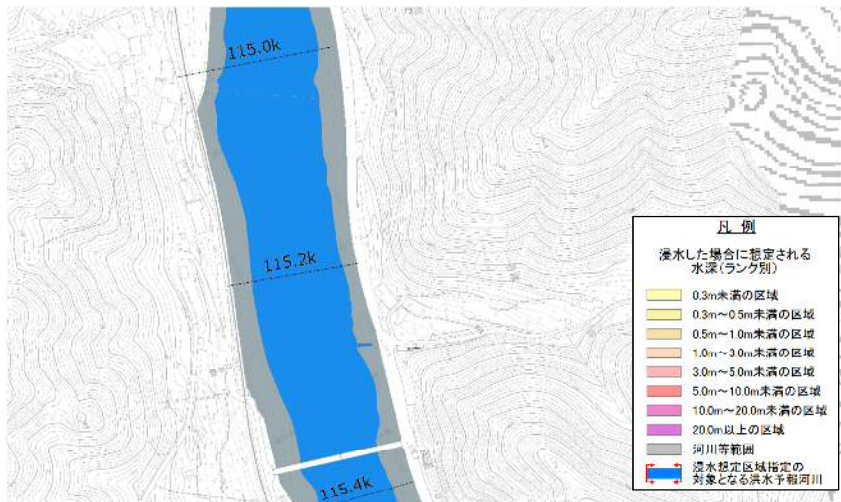 115.0k
115.2k
115.4k
凡 例
浸水した場合に想定される
水深(ランク別)
0.3m未満の区域
0.3m～0.5m未満の区域
0.5m～1.0m未満の区域
1.0m～3.0m未満の区域
3.0m～5.0m未満の区域
5.0m～10.0m未満の区域
10.0m～20.0m未満の区域
20.0m以上の区域
河川等範囲
浸水想定区域指定の
対象となる洪水予報河川